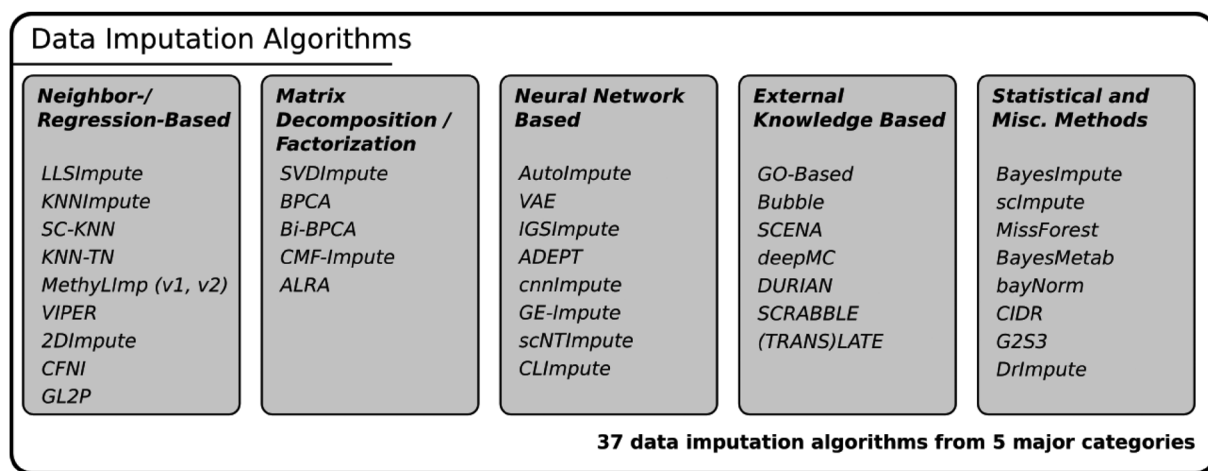 Data Imputation Algorithms
Neighbor-/
Regression-Based
LLSImpute
KNNImpute
SC-KNN
KNN-TN
MethyLImp (v1, v2)
VIPER
2DImpute
CFNI
GL2P
Matrix
Decomposition /
Factorization
SVDImpute
BPCA
Bi-BPCA
CMF-Impute
ALRA
Neural Network
Based
AutoImpute
VAE
IGSImpute
ADEPT
cnnImpute
GE-Impute
scNTImpute
CLImpute
External
Knowledge Based
GO-Based
Bubble
SCENA
deepMC
DURIAN
SCRABBLE
(TRANS)LATE
Statistical and
Misc. Methods
BayesImpute
scImpute
MissForest
BayesMetab
bayNorm
CIDR
G2S3
DrImpute
37 data imputation algorithms from 5 major categories